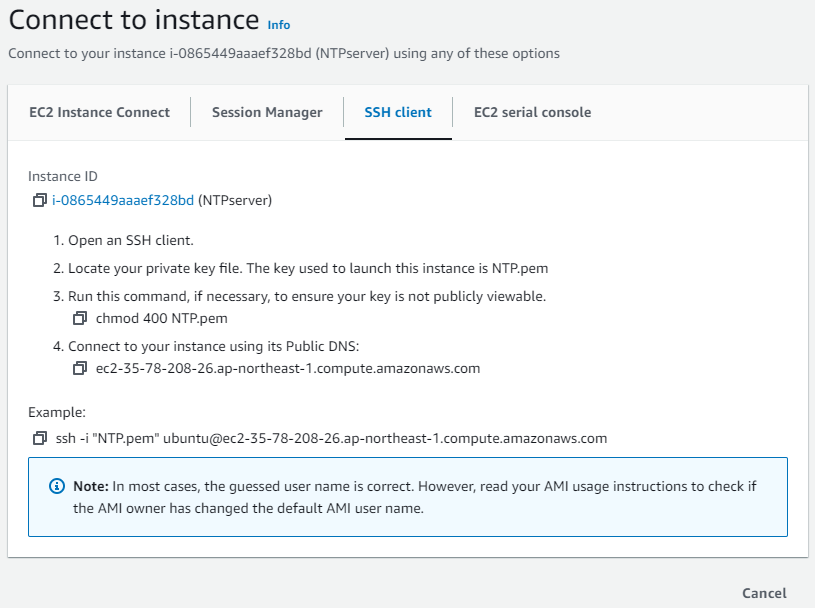 Connect to instance Info
Connect to your instance i-0865449aaaef328bd (NTPserver) using any of these options
EC2 Instance Connect
Session Manager
SSH client
EC2 serial console
Instance ID
i-0865449aaaef328bd (NTPserver)
1. Open an SSH client.
2. Locate your private key file. The key used to launch this instance is NTP.pem
3. Run this command, if necessary, to ensure your key is not publicly viewable.
chmod 400 NTP.pem
4. Connect to your instance using its Public DNS:
ec2-35-78-208-26.ap-northeast-1.compute.amazonaws.com
Example:
ssh -i "NTP.pem" ubuntu@ec2-35-78-208-26.ap-northeast-1.compute.amazonaws.com
Note: In most cases, the guessed user name is correct. However, read your AMI usage instructions to check if
the AMI owner has changed the default AMI user name.
Cancel